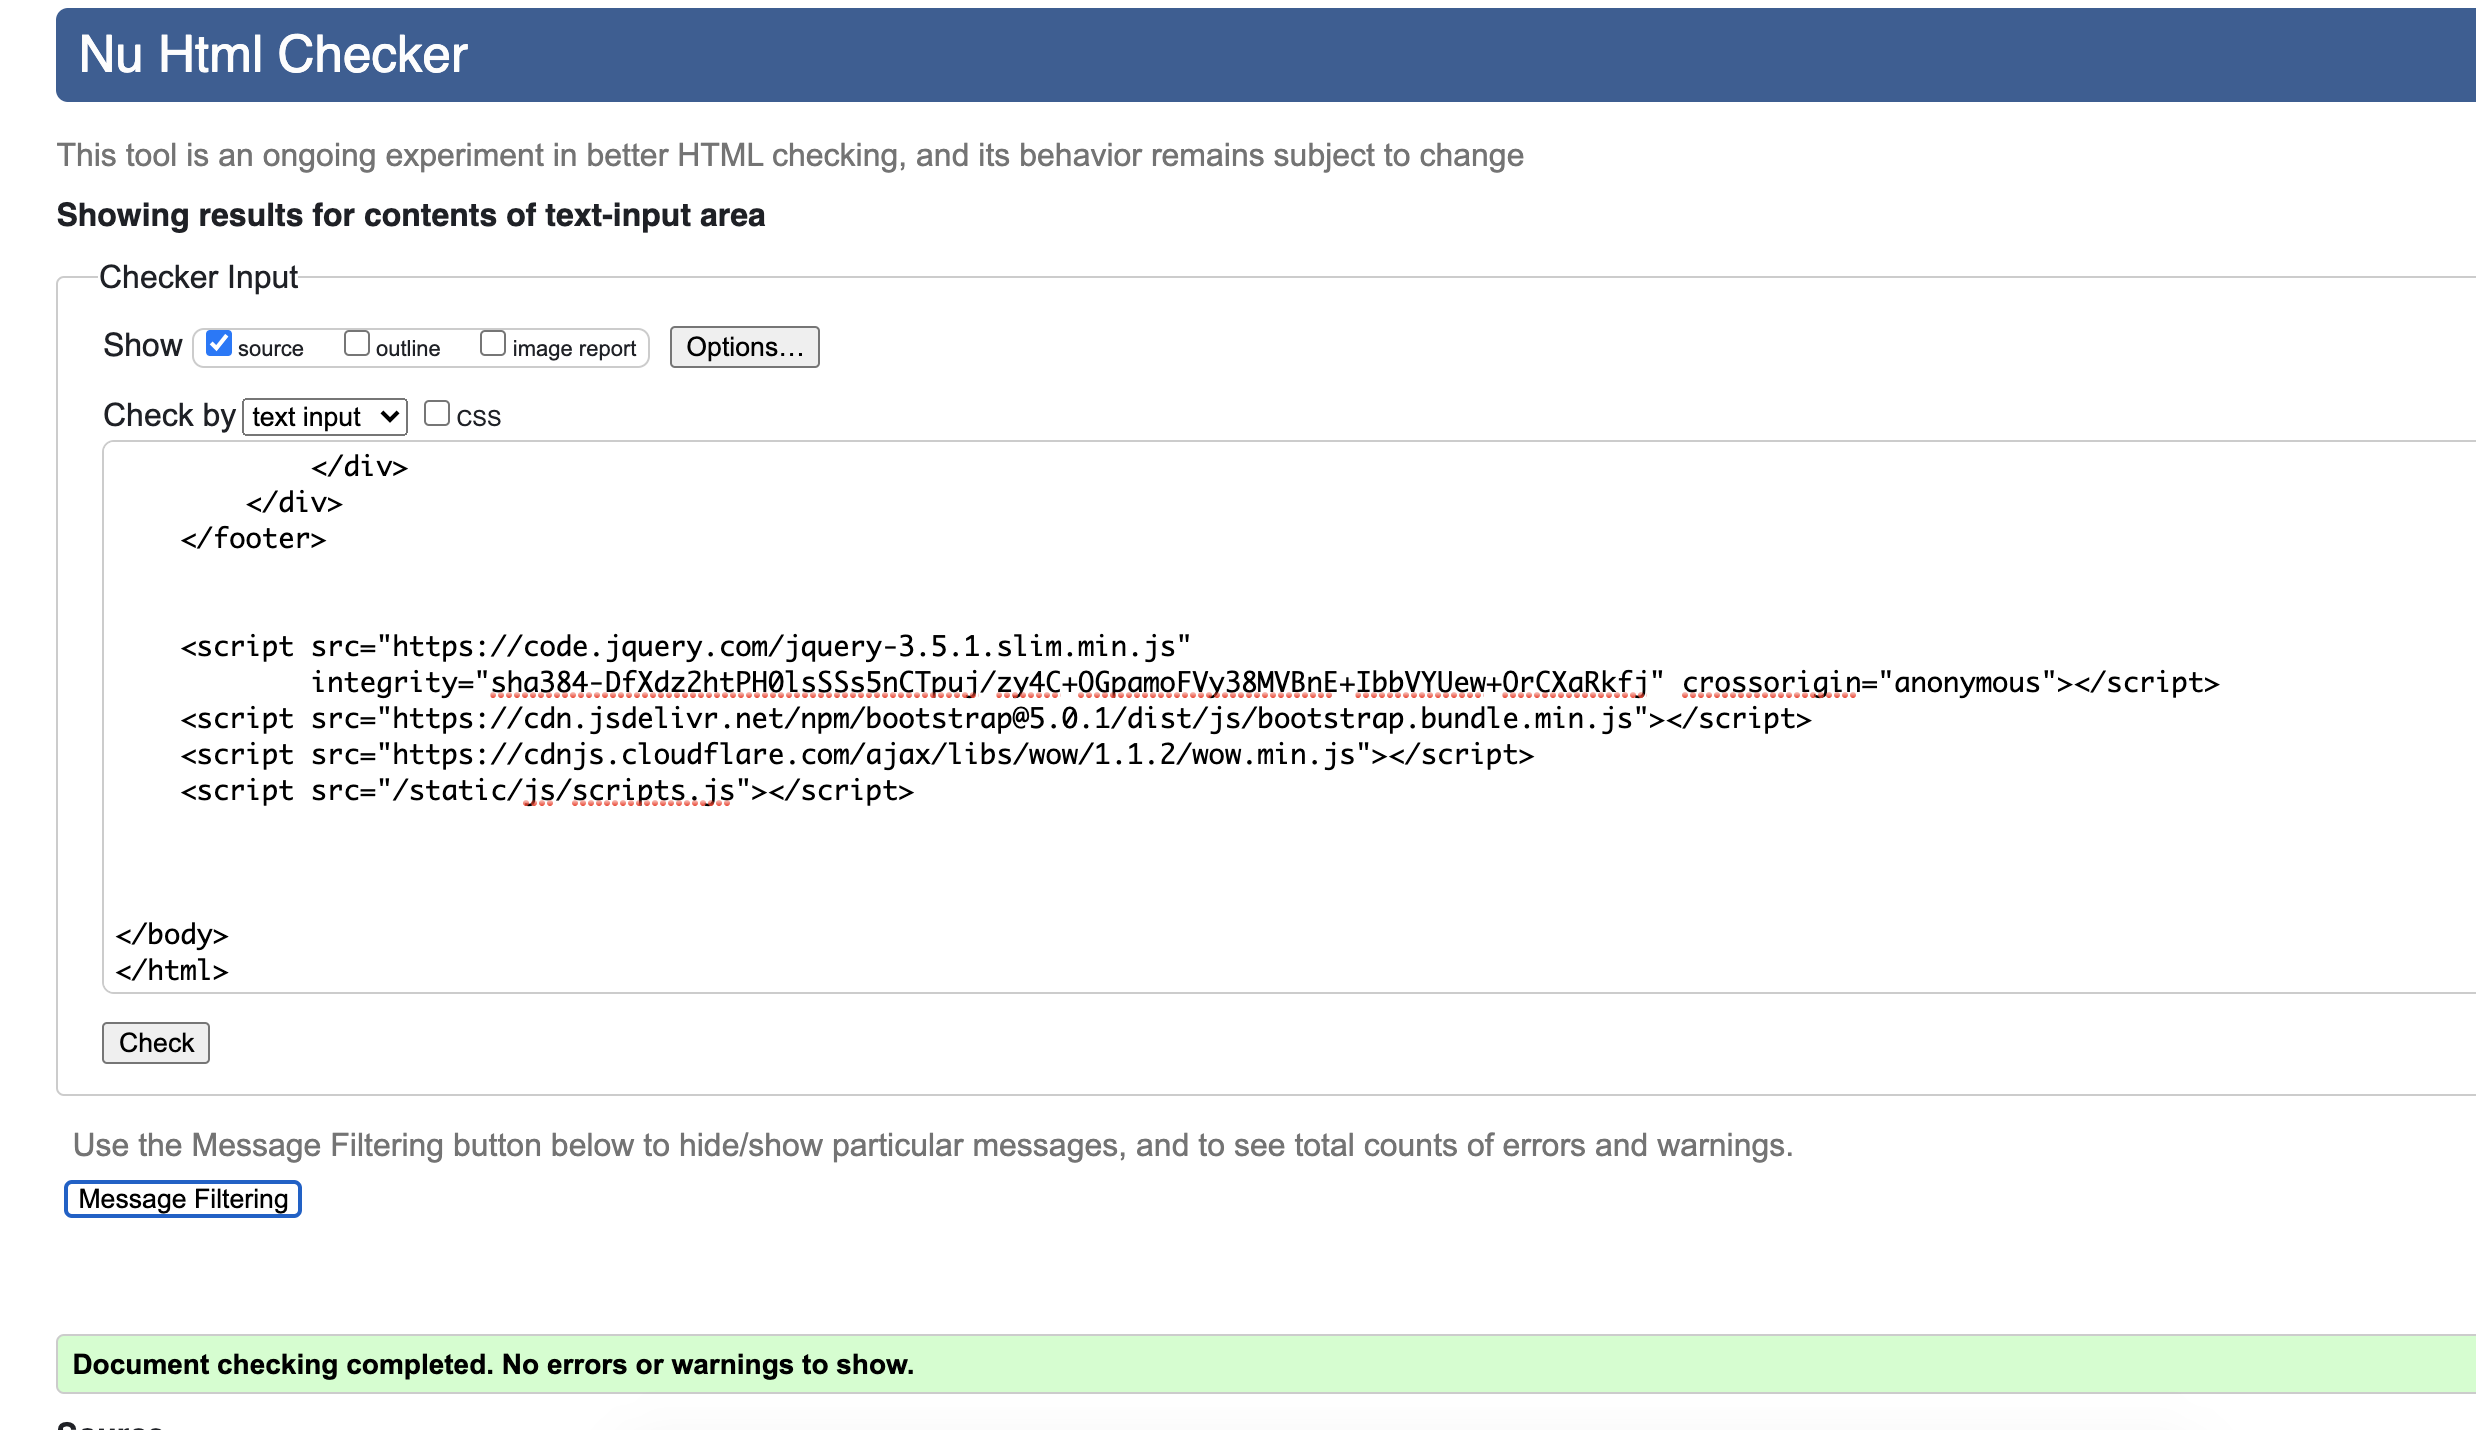 Nu Html Checker
This tool is an ongoing experiment in better HTML checking, and its behavior remains subject to change
Showing results for contents of text-input area
Checker Input
Show source outline image report Options...
Check by text input CSS
</div>
</div>
</footer>
<script src="https://code.jquery.com/jquery-3.5.1.slim.min.js"
integrity="sha384-DfXdz2htPH0lsSSs5nCTpuj/zy4C+OGpamoFVy38MVBnE+IbbVYUew+OrCXaRkfj" crossorigin="anonymous"></script>
<script src="https://cdn.jsdelivr.net/npm/bootstrap@5.0.1/dist/js/bootstrap.bundle.min.js"></script>
<script src="https://cdnjs.cloudflare.com/ajax/libs/wow/1.1.2/wow.min.js"></script>
<script src="/static/js/scripts.js"></script>
</body>
</html>
Check
Use the Message Filtering button below to hide/show particular messages, and to see total counts of errors and warnings.
Message Filtering
Document checking completed. No errors or warnings to show.